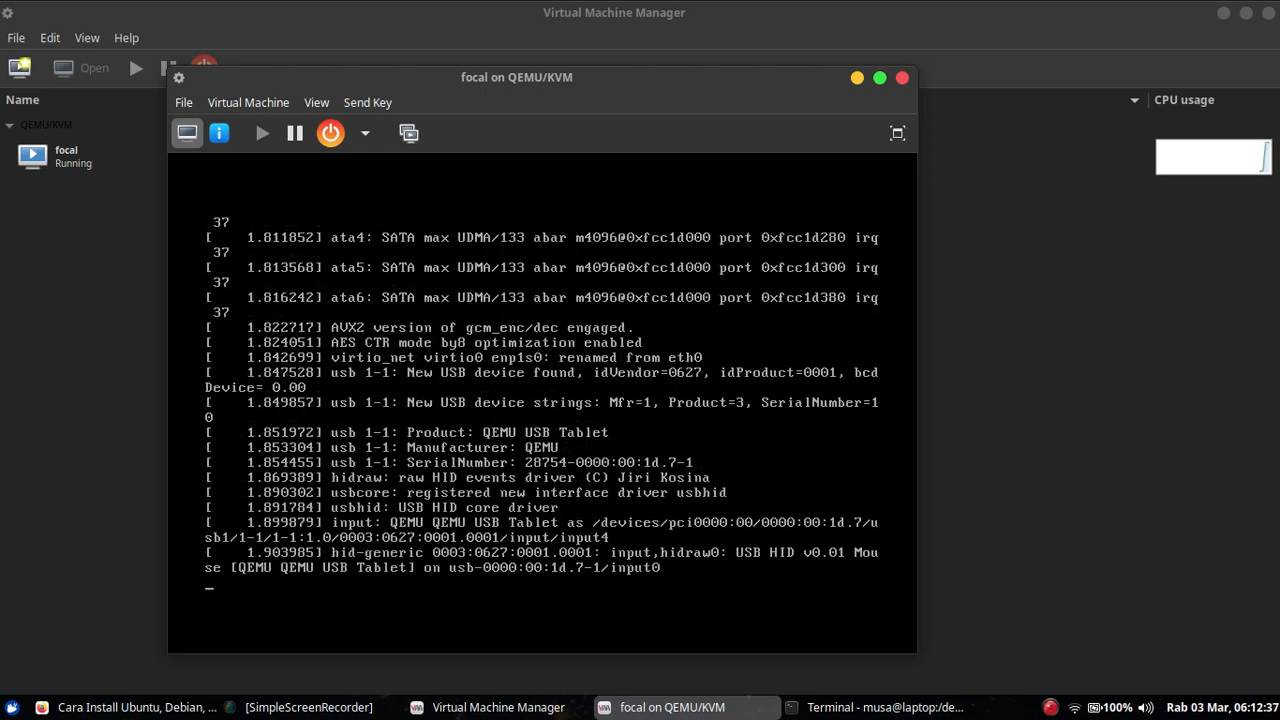 Virtual Machine Manager
File Edit View Help
Open
focal on QEMU/KVM
Name
CPU usage
File Virtual Machine View Send Key
QEMU/KVM
focal
Running
37
[    1.811852] ata4: SATA max UDMA/133 abar m4096@0xfcc1d000 port 0xfcc1d280 irq
37
[    1.813568] ata5: SATA max UDMA/133 abar m4096@0xfcc1d000 port 0xfcc1d300 irq
37
[    1.816242] ata6: SATA max UDMA/133 abar m4096@0xfcc1d000 port 0xfcc1d380 irq
37
[    1.822717] AVX2 version of gcm_enc/dec engaged.
[    1.824051] AES CTR mode by8 optimization enabled
[    1.842699] virtio_net virtio0 enp1s0: renamed from eth0
[    1.847528] usb 1-1: New USB device found, idVendor=0627, idProduct=0001, bcd
Device= 0.00
[    1.849857] usb 1-1: New USB device strings: Mfr=1, Product=3, SerialNumber=1
0
[    1.851972] usb 1-1: Product: QEMU USB Tablet
[    1.853304] usb 1-1: Manufacturer: QEMU
[    1.854455] usb 1-1: SerialNumber: 28754-0000:00:1d.7-1
[    1.869389] hidraw: raw HID events driver (C) Jiri Kosina
[    1.890302] usbcore: registered new interface driver usbhid
[    1.891784] usbhid: USB HID core driver
[    1.899879] input: QEMU QEMU USB Tablet as /devices/pci0000:00/0000:00:1d.7/u
sb1/1-1/1-1:1.0/0003:0627:0001.0001/input/input4
[    1.903985] hid-generic 0003:0627:0001.0001: input,hidraw0: USB HID v0.01 Mou
se [QEMU QEMU USB Tablet] on usb-0000:00:1d.7-1/input0
_
Cara Install Ubuntu, Debian, ... [SimpleScreenRecorder] Virtual Machine Manager focal on QEMU/KVM Terminal - musa@laptop:/de... 100% Rab 03 Mar, 06:12:37